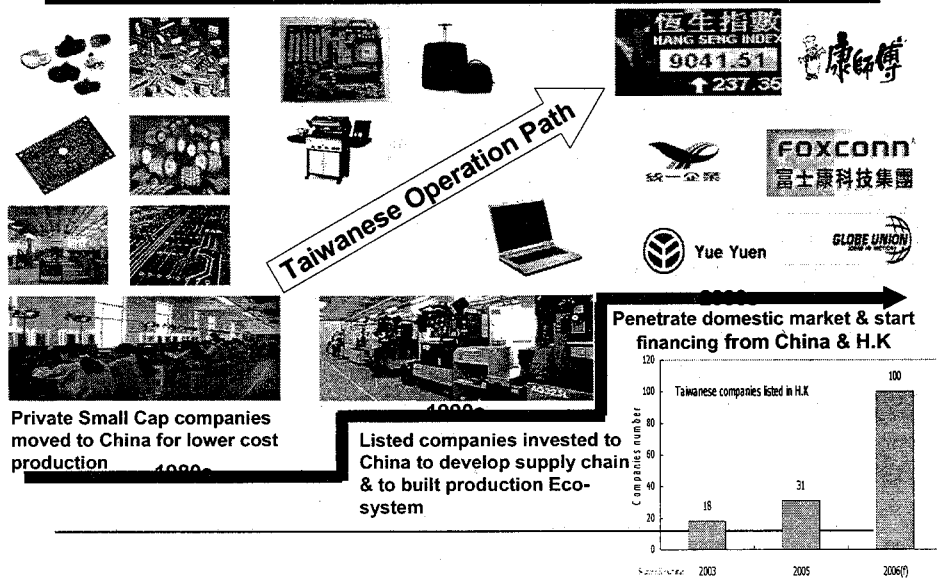 恆生指數
HANG SENG INDEX
9041.51
237.35
康師傅
Taiwanese Operation Path
統一企業
FOXCONN
富士康科技集團
Yue Yuen
GLOBE UNION
Penetrate domestic market & start
financing from China & H.K
Private Small Cap companies
moved to China for lower cost
production
1980s
1990s
Listed companies invested to
China to develop supply chain
& to built production Eco-
system
Taiwanese companies listed in H.K
Companies number
120
100
80
60
40
20
0
18
31
100
2003
2005
2006(f)